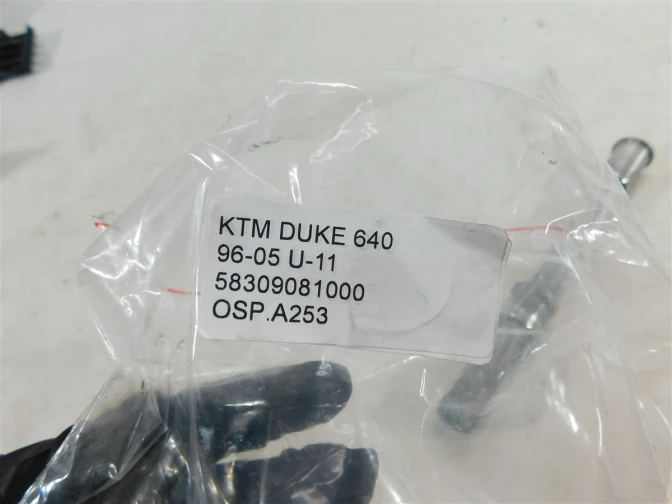 KTM DUKE 640
96-05 U-11
58309081000
OSP.A253